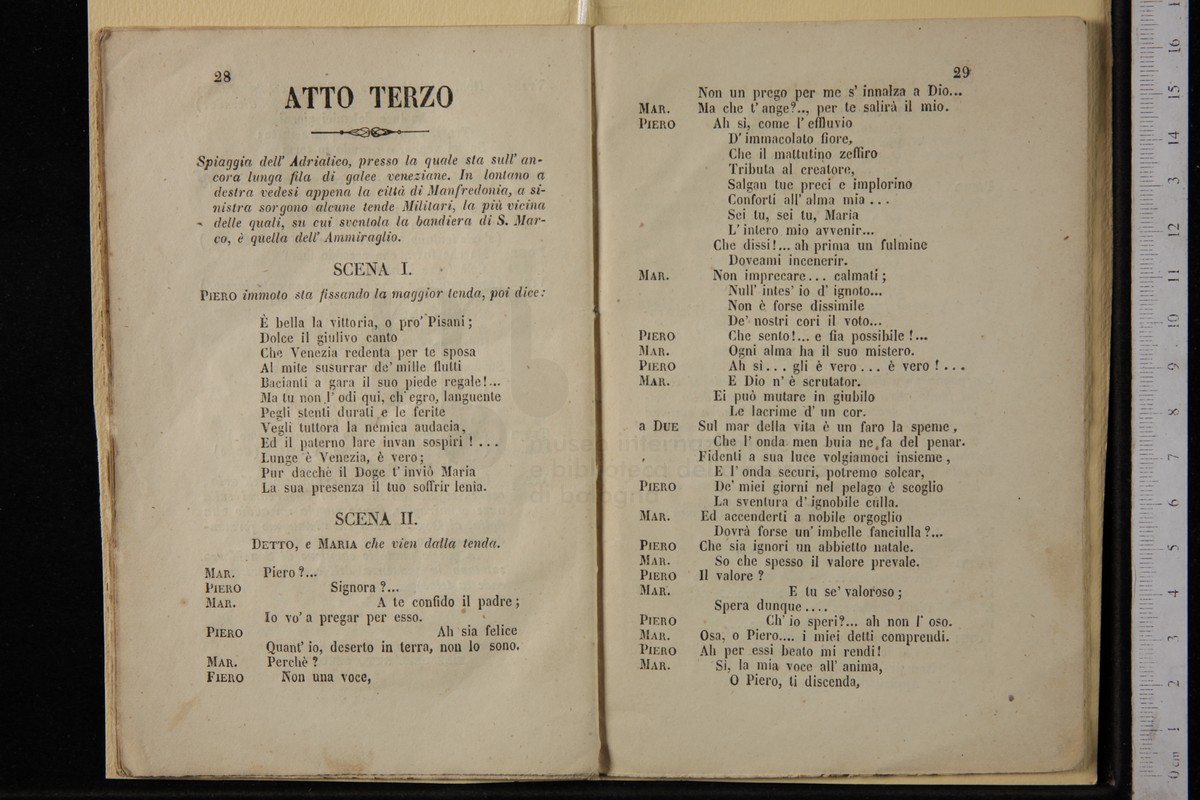 28
ATTO TERZO
Spiaggia dell' Adriatico, presso la quale sta sull' an-
cora lunga fila di galee veneziane. In lontano a
destra vedesi appena la città di Manfredonia, a si-
nistra sorgono alcune tende Militari, la più vicina
delle quali, su cui sventola la bandiera di S. Mar-
co, è quella dell' Ammiraglio.
SCENA I.
PIERO immoto sta fissando la maggior tenda, poi dice:
È bella la vittoria, o pro' Pisani;
Dolce il giulivo canto
Che Venezia redenta per te sposa
Al mite susurrar de' mille flutti
Bacianti a gara il suo piede regale!...
Ma tu non l' odi qui, ch' egro, languente
Pegli stenti durati e le ferite
Vegli tuttora la nemica audacia,
Ed il paterno lare invan sospiri ! ...
Lunge è Venezia, è vero;
Pur dacchè il Doge t' inviò Maria
La sua presenza il tuo soffrir lenia.
SCENA II.
DETTO, e MARIA che vien dalla tenda.
MAR. Piero ?...
PIERO Signora ?...
MAR. A te confido il padre;
Io vo' a pregar per esso.
PIERO Ah sia felice
Quant' io, deserto in terra, non lo sono.
MAR. Perchè ?
FIERO Non una voce,
29
Non un prego per me s' innalza a Dio...
MAR. Ma che t' ange?.., per te salirà il mio.
PIERO Ah si, come l' effluvio
D' immacolato fiore,
Che il mattutino zeffiro
Tributa al creatore,
Salgan tue preci e implorino
Conforti all' alma mia ...
Sei tu, sei tu, Maria
L' intero mio avvenir...
Che dissi!... ah prima un fulmine
Doveami incenerir.
MAR. Non imprecare... calmati;
Null' intes' io d' ignoto...
Non è forse dissimile
De' nostri cori il voto...
PIERO Che sento!... e fia possibile !...
MAR. Ogni alma ha il suo mistero.
PIERO Ah si... gli è vero... è vero !...
MAR. E Dio n' è scrutator.
Ei può mutare in giubilo
Le lacrime d' un cor.
a DUE Sul mar della vita è un faro la speme,
Che l' onda men buia ne fa del penar.
Fidenti a sua luce volgiamoci insieme,
E l' onda securi, potremo solcar,
PIERO De' miei giorni nel pelago è scoglio
La sventura d' ignobile culla.
MAR. Ed accenderti a nobile orgoglio
Dovrà forse un' imbelle fanciulla ?...
PIERO Che sia ignori un abbietto natale.
MAR. So che spesso il valore prevale.
PIERO Il valore ?
MAR. E tu se' valoroso;
Spera dunque ....
PIERO Ch' io speri?... ah non l' oso.
MAR. Osa, o Piero.... i miei detti comprendi.
PIERO Ah per essi beato mi rendi!
MAR. Si, la mia voce all' anima,
O Piero, ti discenda,